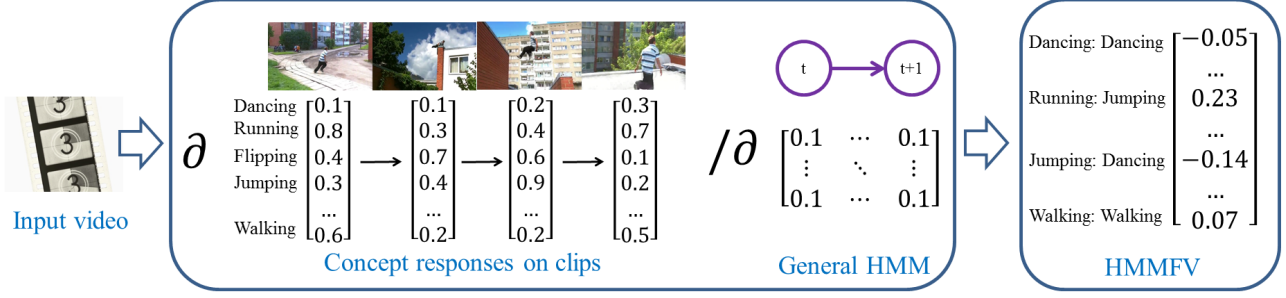 3
3
3
Input video
∂
Dancing
Running
Flipping
Jumping
Walking
0.1 0.1 0.2 0.3
0.8 0.3 0.4 0.7
0.4 0.7 0.6 0.1
0.3 0.4 0.9 0.2
... ... ... ...
0.6 0.2 0.2 0.5
Concept responses on clips
/∂
t t+1
0.1 ⋯ 0.1
⋮ ⋱ ⋮
0.1 ⋯ 0.1
General HMM
Dancing: Dancing −0.05
...
Running: Jumping 0.23
...
Jumping: Dancing −0.14
...
Walking: Walking 0.07
HMMFV